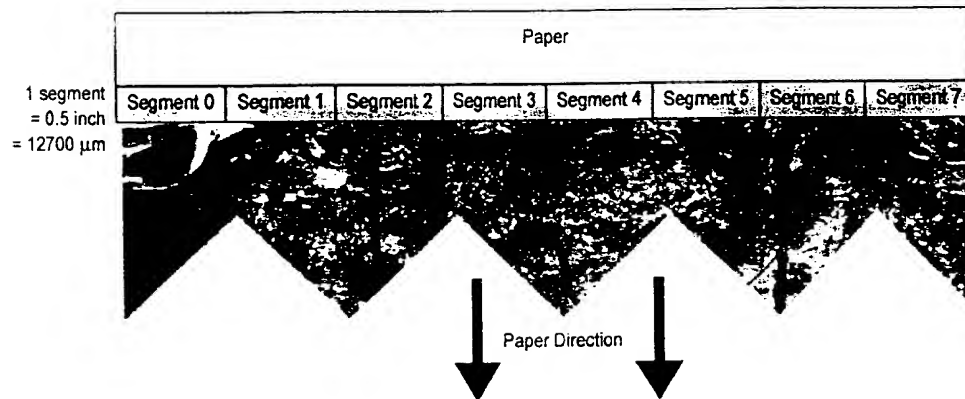 Paper
1 segment
= 0.5 inch
= 12700 μm
Segment 0 Segment 1 Segment 2 Segment 3 Segment 4 Segment 5 Segment 6 Segment 7
Paper Direction